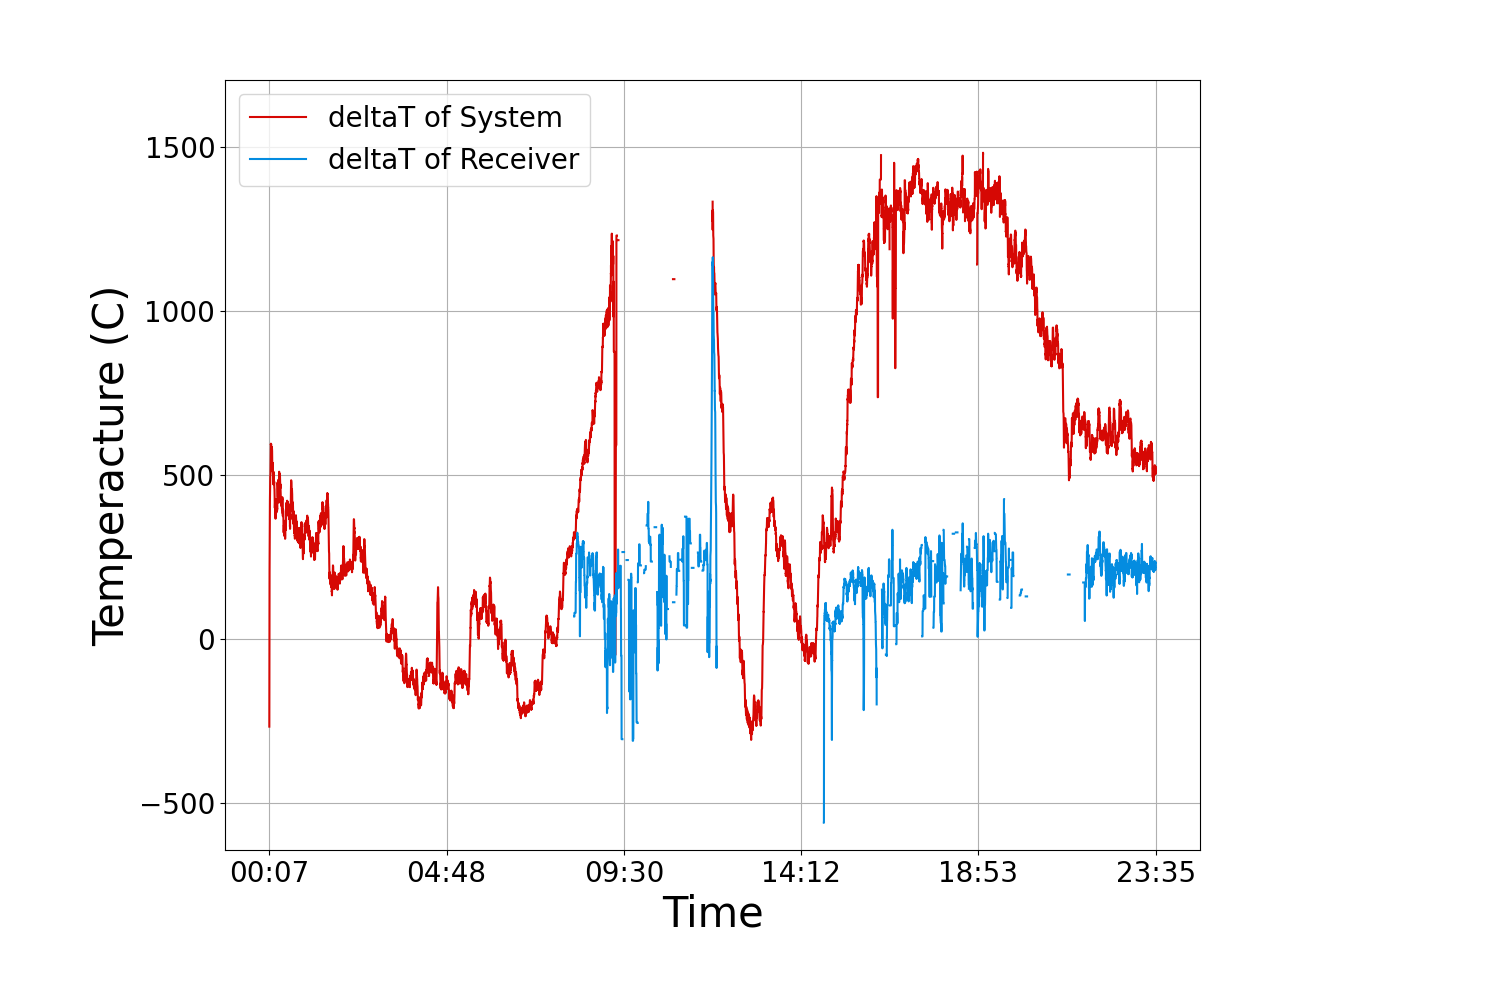 deltaT of System
deltaT of Receiver
1500
1000
500
0
−500
Temperacture (C)
00:07 04:48 09:30 14:12 18:53 23:35
Time